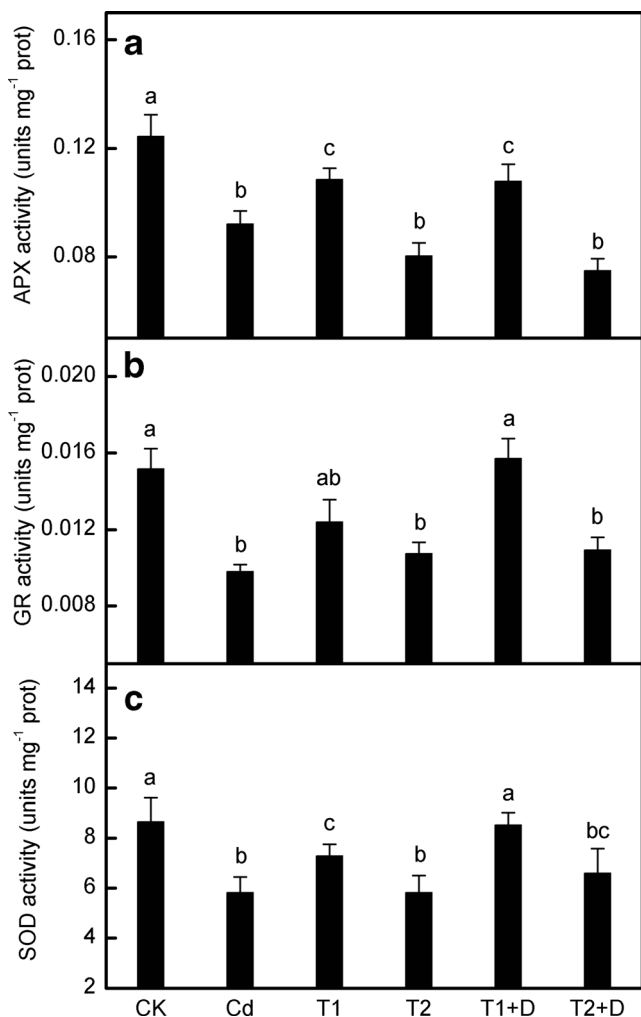 a
APX activity (units mg⁻¹ prot)
0.16
0.12
0.08
a
b
c
b
c
b
b
GR activity (units mg⁻¹ prot)
0.020
0.016
0.012
0.008
a
b
ab
b
a
b
c
SOD activity (units mg⁻¹ prot)
14
12
10
8
6
4
2
a
b
c
b
a
bc
CK Cd T1 T2 T1+D T2+D